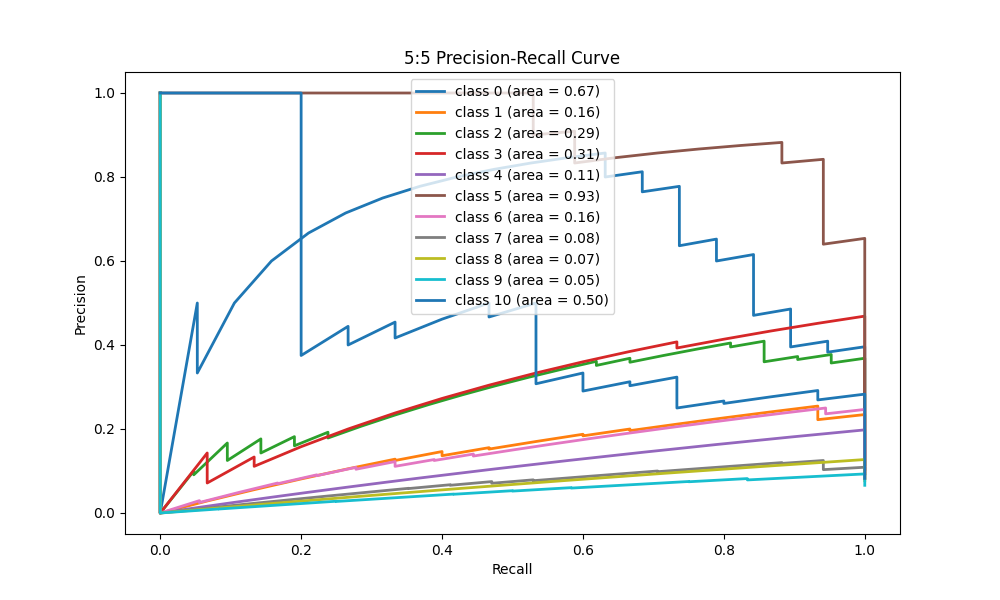 5:5 Precision-Recall Curve
Precision
1.0
0.8
0.6
0.4
0.2
0.0
class 0 (area = 0.67)
class 1 (area = 0.16)
class 2 (area = 0.29)
class 3 (area = 0.31)
class 4 (area = 0.11)
class 5 (area = 0.93)
class 6 (area = 0.16)
class 7 (area = 0.08)
class 8 (area = 0.07)
class 9 (area = 0.05)
class 10 (area = 0.50)
0.0 0.2 0.4 0.6 0.8 1.0
Recall